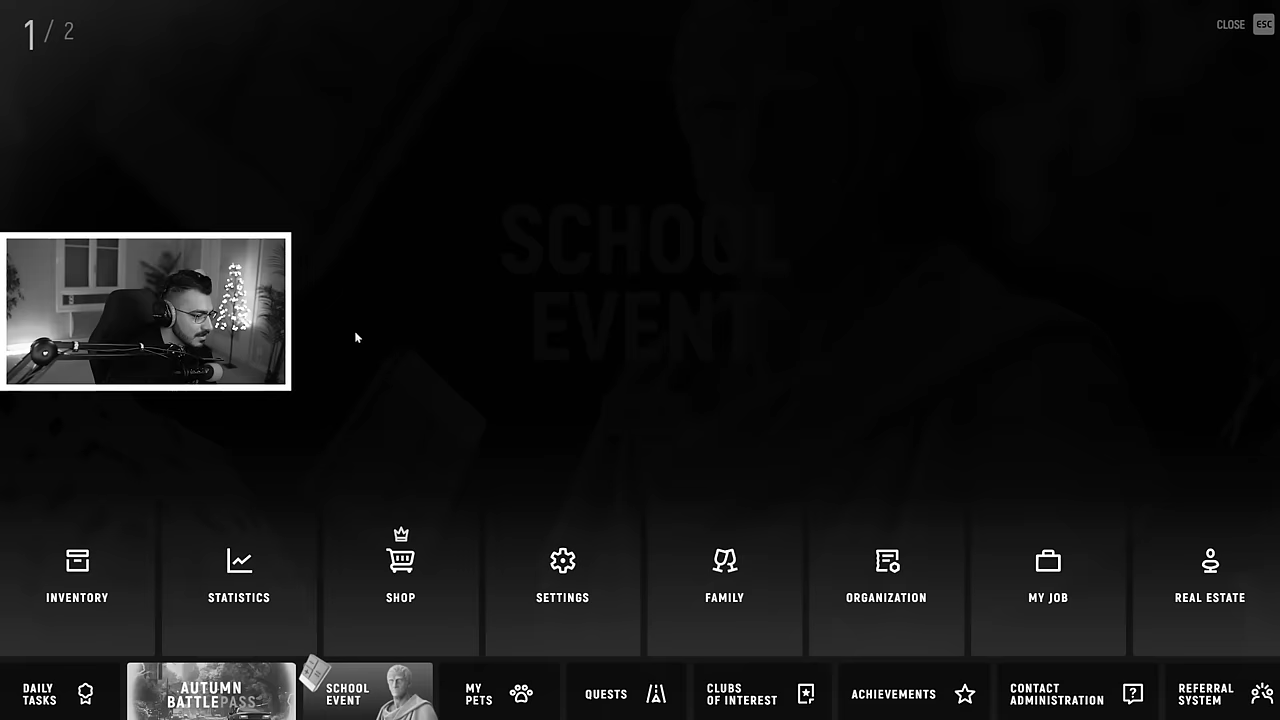 1 / 2
CLOSE ESC
SCHOOL
EVENT
INVENTORY
STATISTICS
SHOP
SETTINGS
FAMILY
ORGANIZATION
MY JOB
REAL ESTATE
DAILY
TASKS
AUTUMN
BATTLEPASS
SCHOOL
EVENT
MY
PETS
QUESTS
CLUBS
OF INTEREST
ACHIEVEMENTS
CONTACT
ADMINISTRATION
REFERRAL
SYSTEM